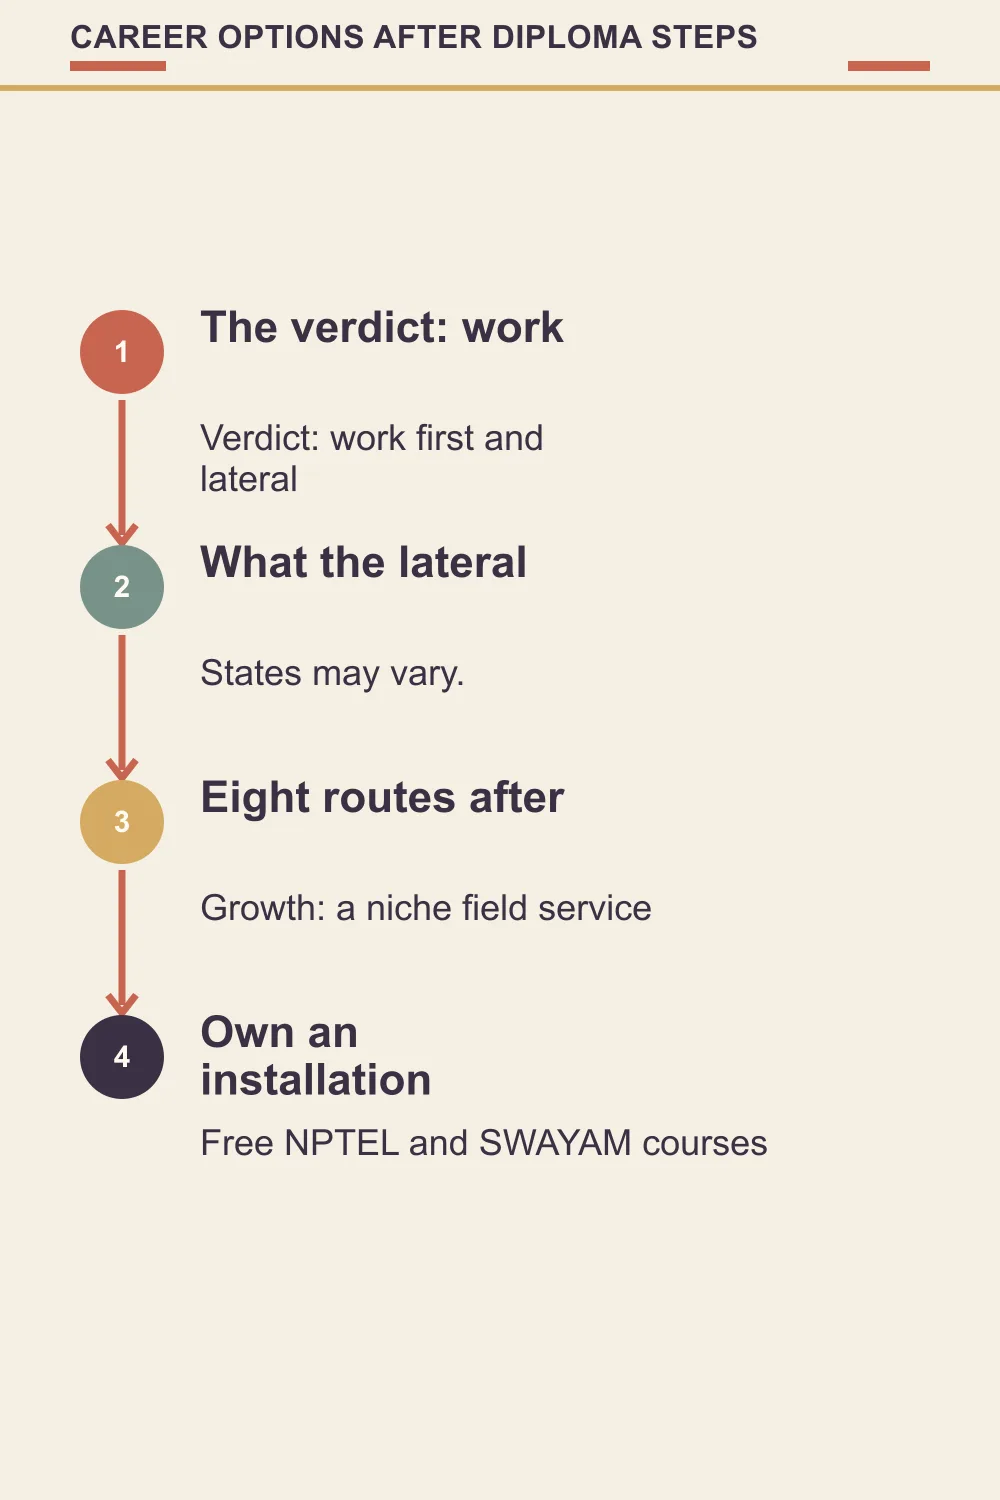 CAREER OPTIONS AFTER DIPLOMA STEPS
1
The verdict: work
Verdict: work first and
lateral
2
What the lateral
States may vary.
3
Eight routes after
Growth: a niche field service
4
Own an
installation
Free NPTEL and SWAYAM courses